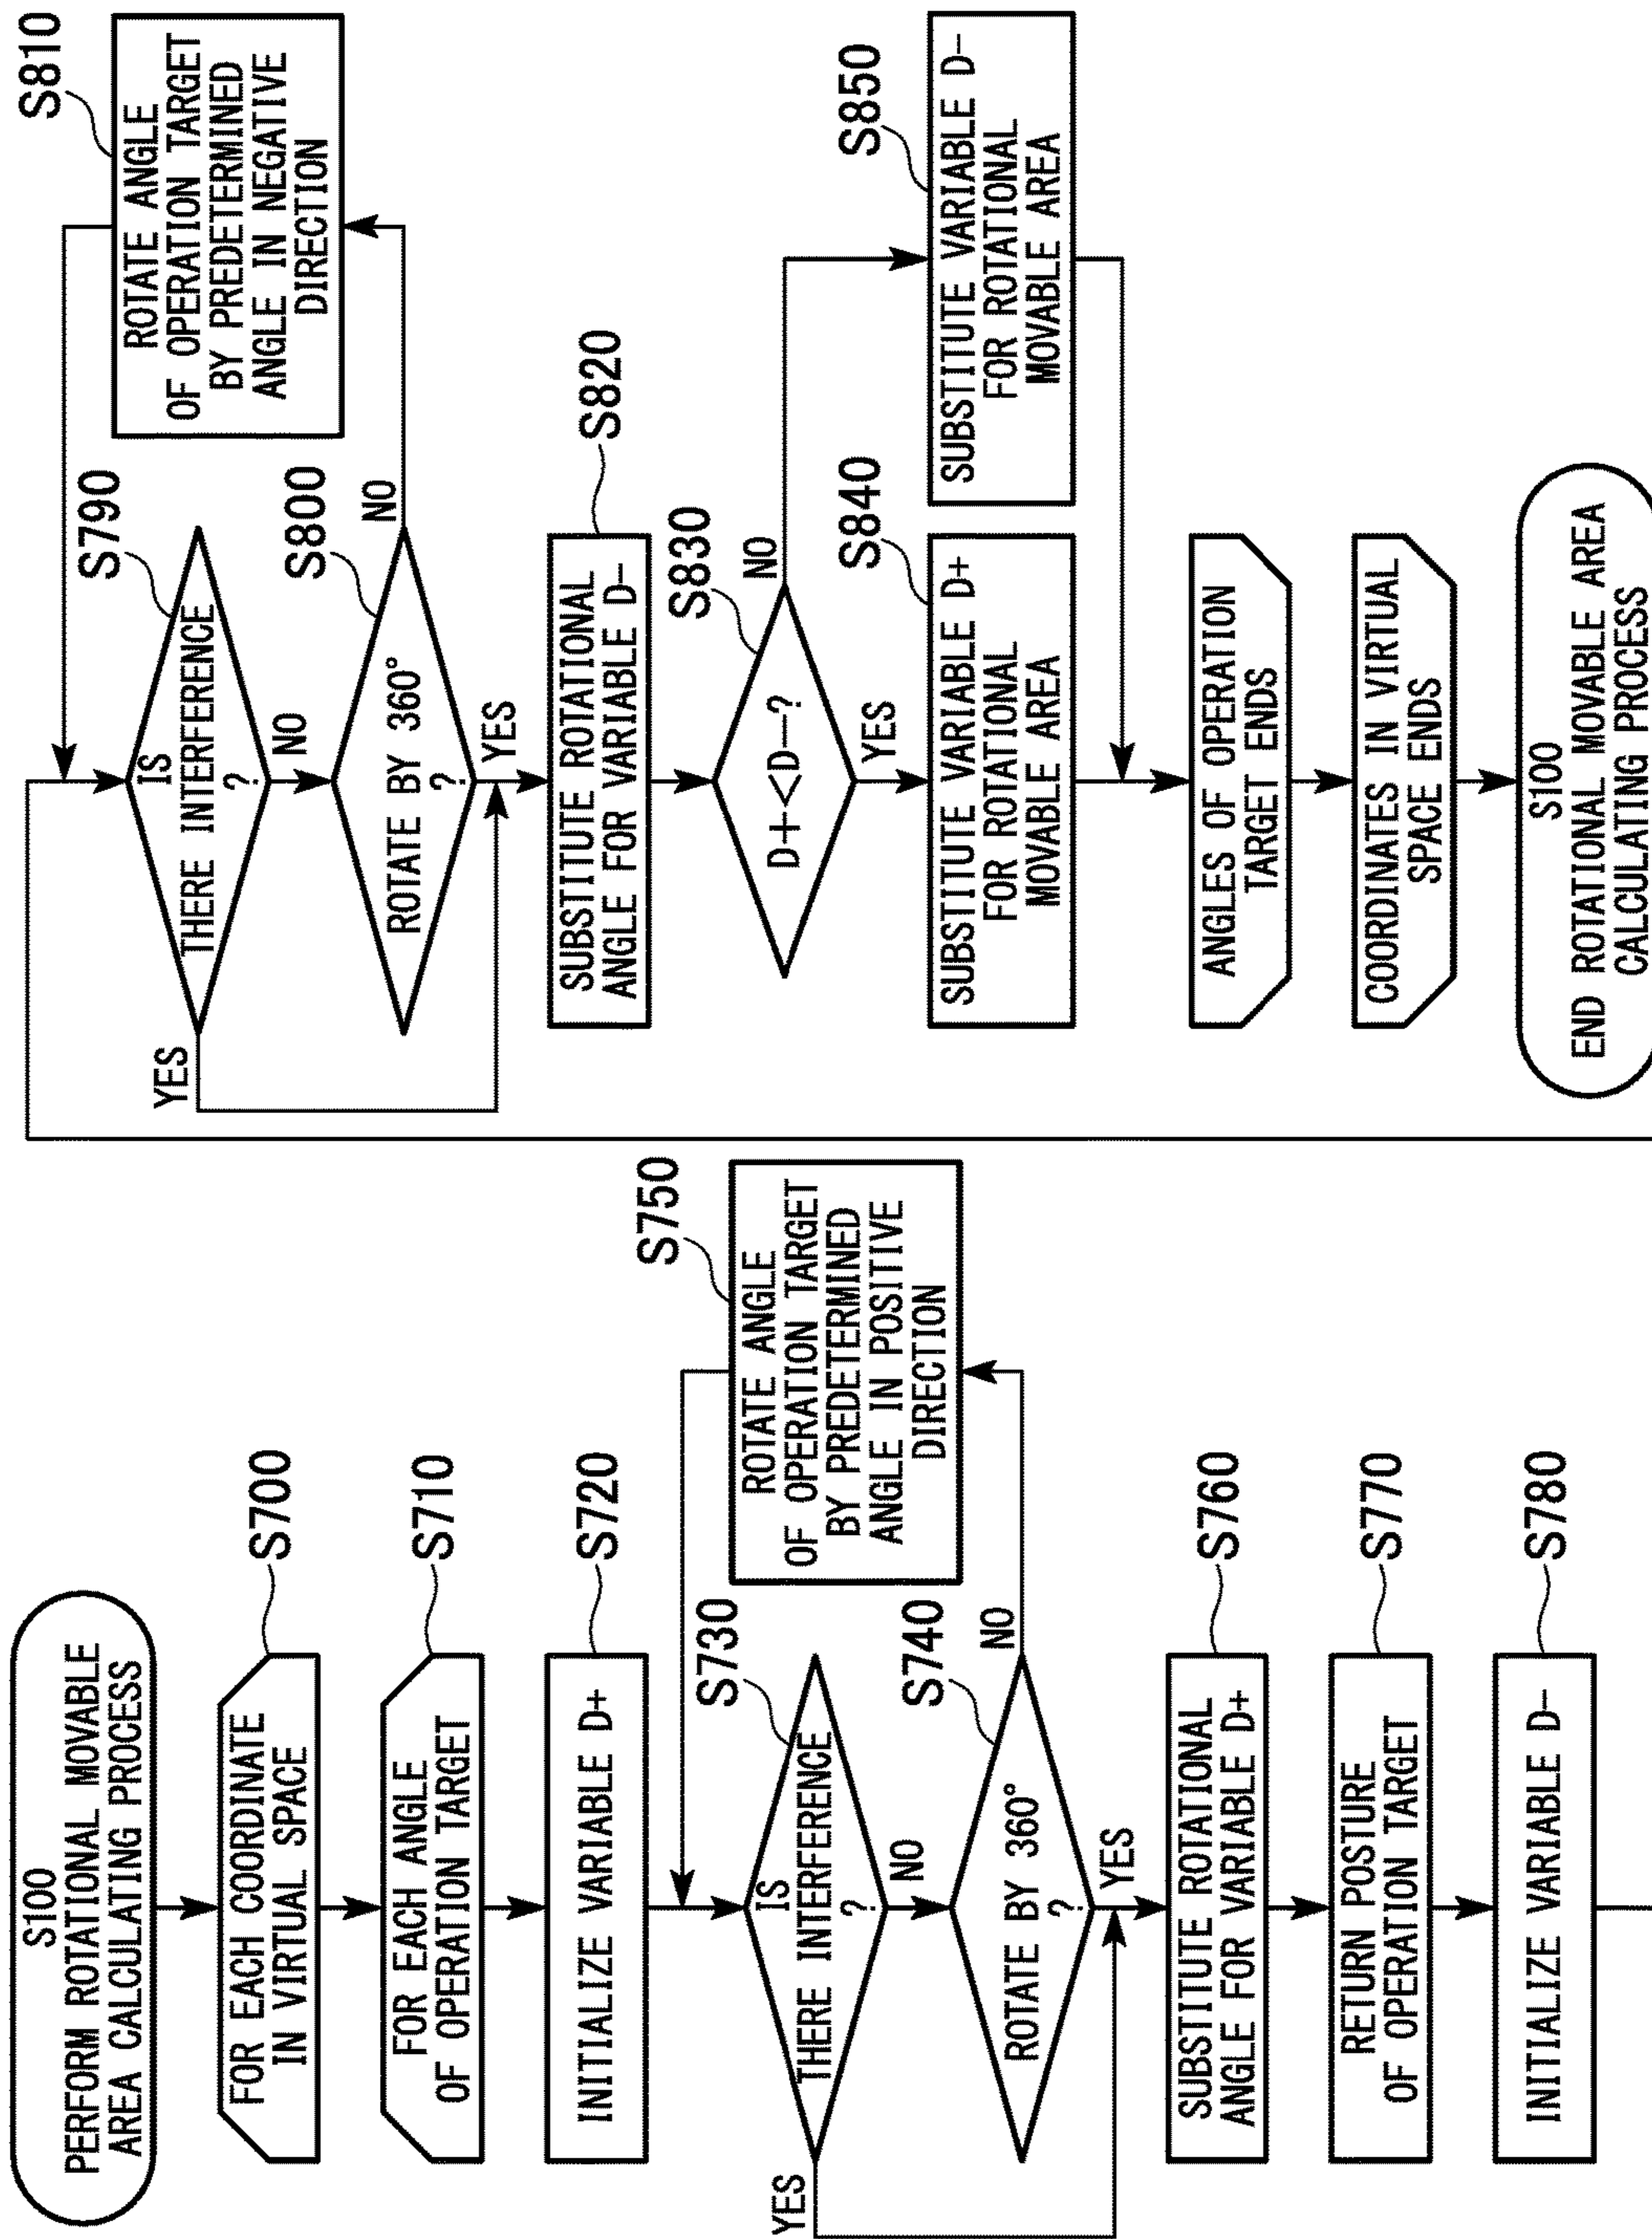 S100
PERFORM ROTATIONAL MOVABLE
AREA CALCULATING PROCESS
S700
FOR EACH COORDINATE
IN VIRTUAL SPACE
S710
FOR EACH ANGLE
OF OPERATION TARGET
S720
INITIALIZE VARIABLE D+
S730
IS
THERE INTERFERENCE
?
YES
NO
S740
ROTATE BY 360°
?
NO
YES
S750
ROTATE ANGLE
OF OPERATION TARGET
BY PREDETERMINED
ANGLE IN POSITIVE
DIRECTION
S760
SUBSTITUTE ROTATIONAL
ANGLE FOR VARIABLE D+
S770
RETURN POSTURE
OF OPERATION TARGET
S780
INITIALIZE VARIABLE D-
S790
IS
THERE INTERFERENCE
?
YES
NO
S800
ROTATE BY 360°
?
NO
YES
S810
ROTATE ANGLE
OF OPERATION TARGET
BY PREDETERMINED
ANGLE IN NEGATIVE
DIRECTION
S820
SUBSTITUTE ROTATIONAL
ANGLE FOR VARIABLE D-
S830
D+<D-?
NO
YES
S840
SUBSTITUTE VARIABLE D+
FOR ROTATIONAL
MOVABLE AREA
S850
SUBSTITUTE VARIABLE D-
FOR ROTATIONAL
MOVABLE AREA
ANGLES OF OPERATION
TARGET ENDS
COORDINATES IN VIRTUAL
SPACE ENDS
S100
END ROTATIONAL MOVABLE AREA
CALCULATING PROCESS